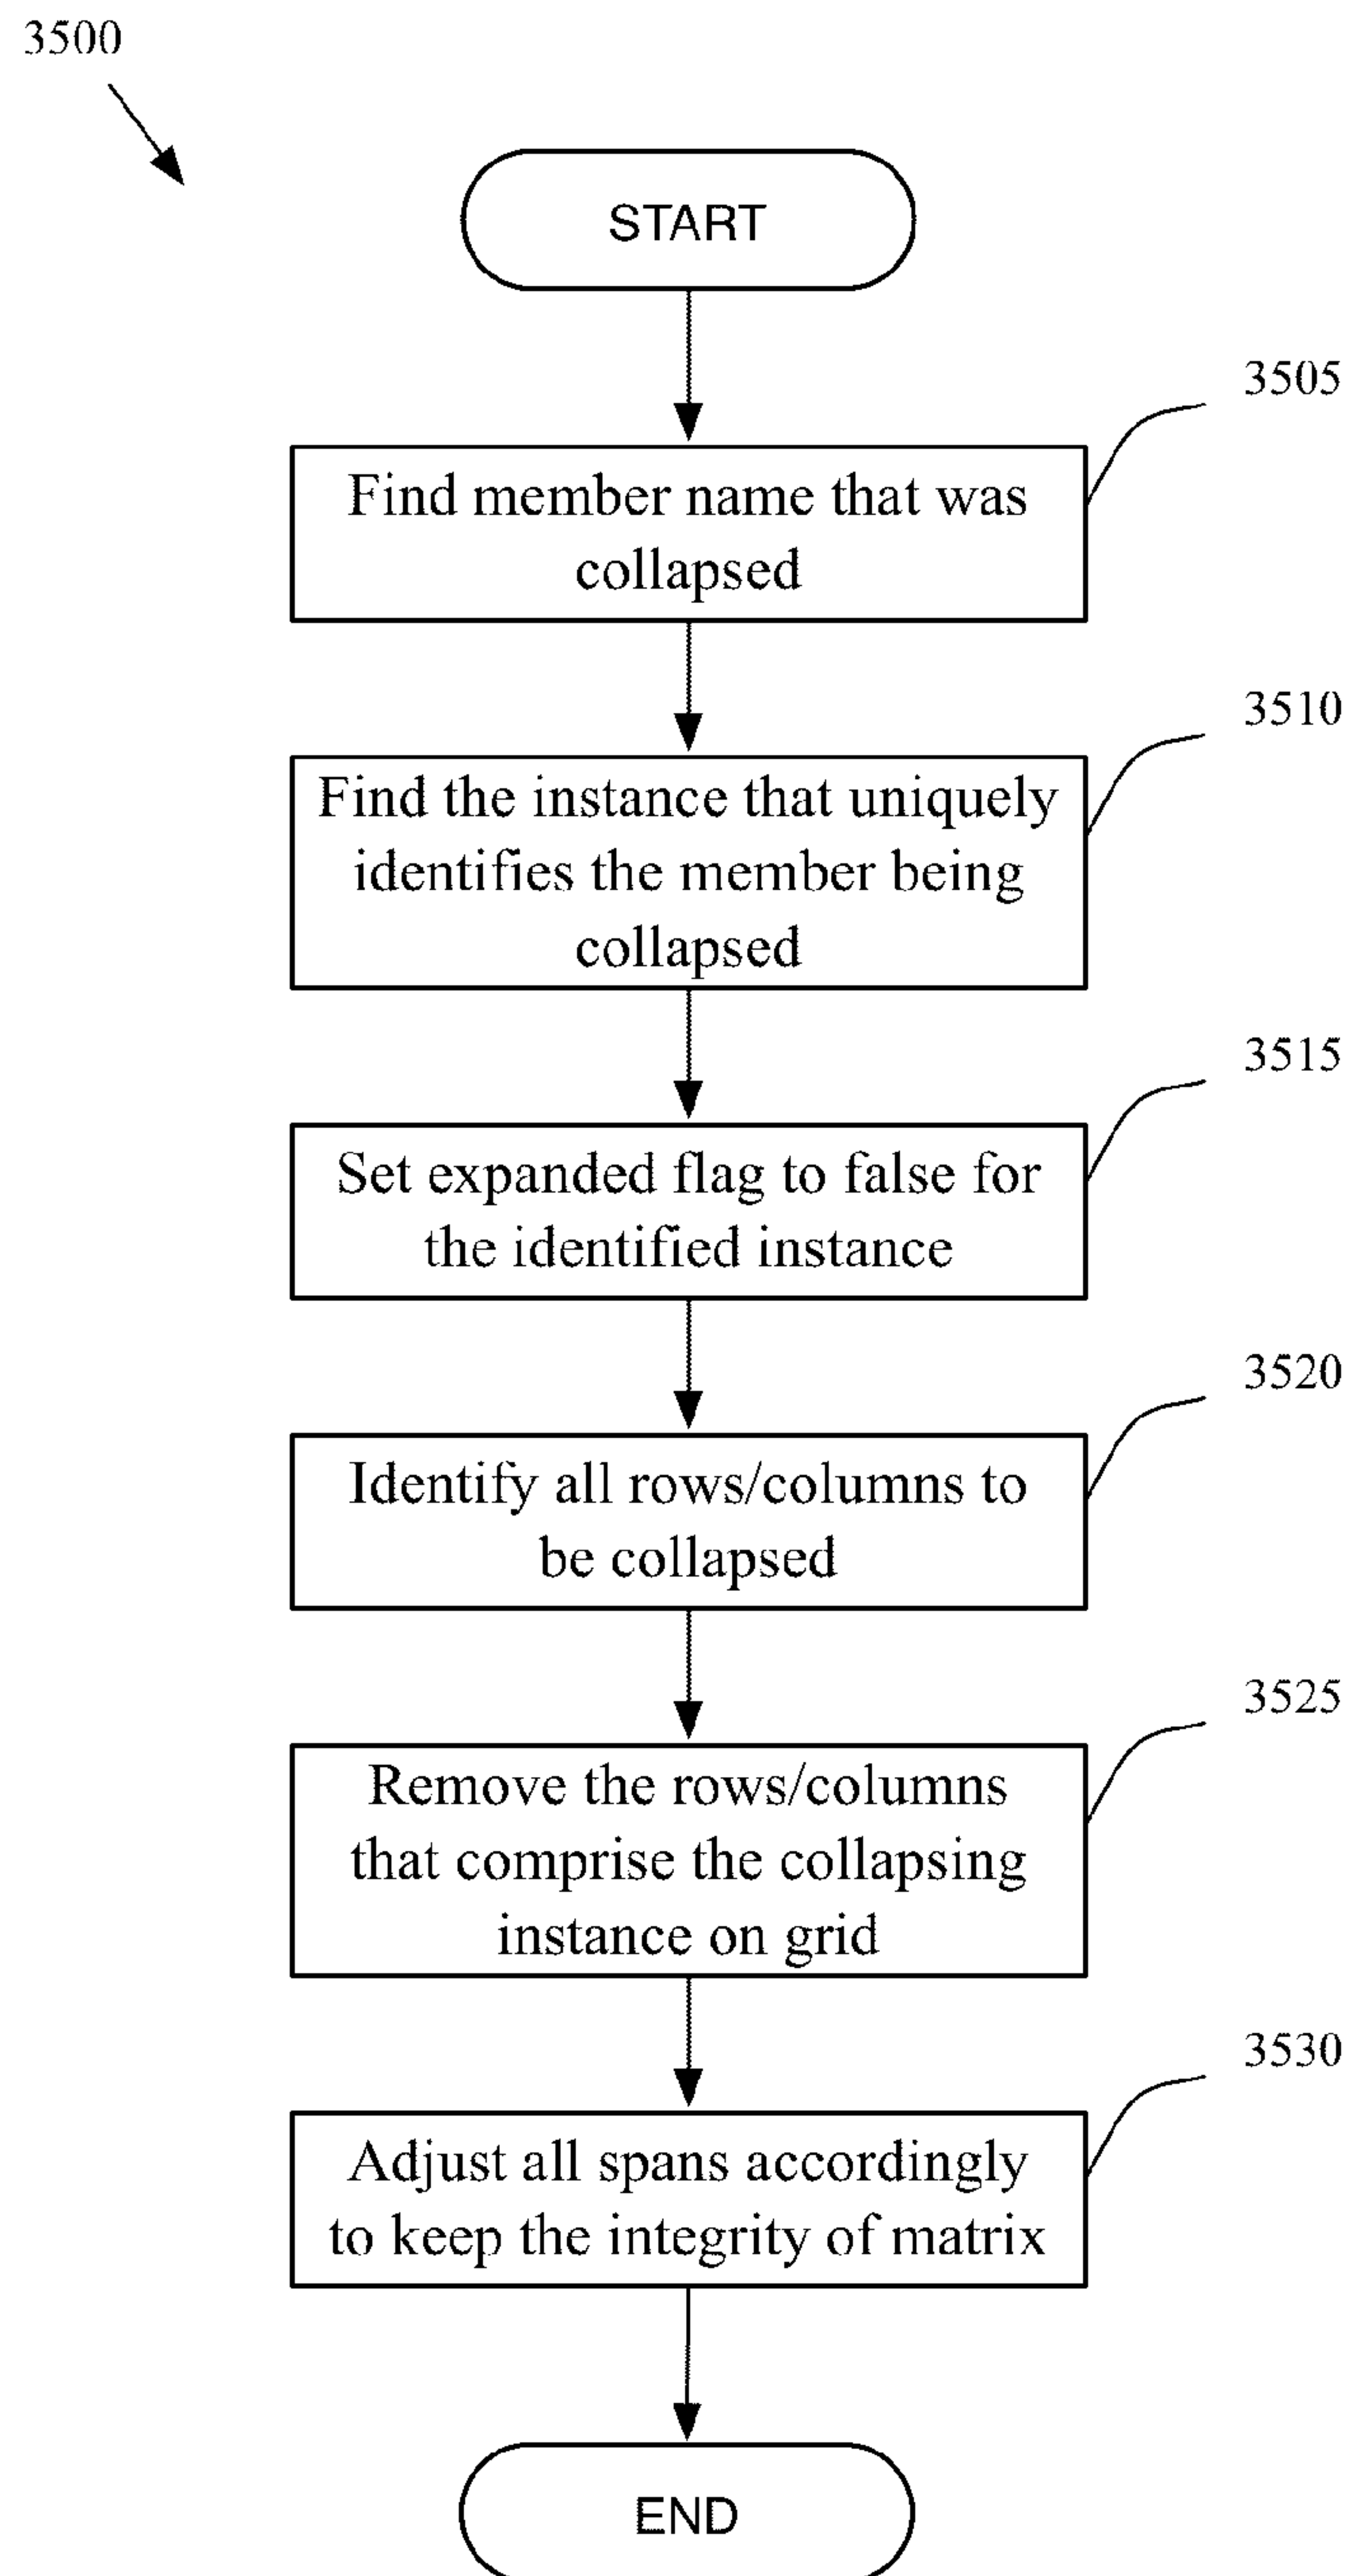 3500
START
3505
Find member name that was
collapsed
3510
Find the instance that uniquely
identifies the member being
collapsed
3515
Set expanded flag to false for
the identified instance
3520
Identify all rows/columns to
be collapsed
3525
Remove the rows/columns
that comprise the collapsing
instance on grid
3530
Adjust all spans accordingly
to keep the integrity of matrix
END